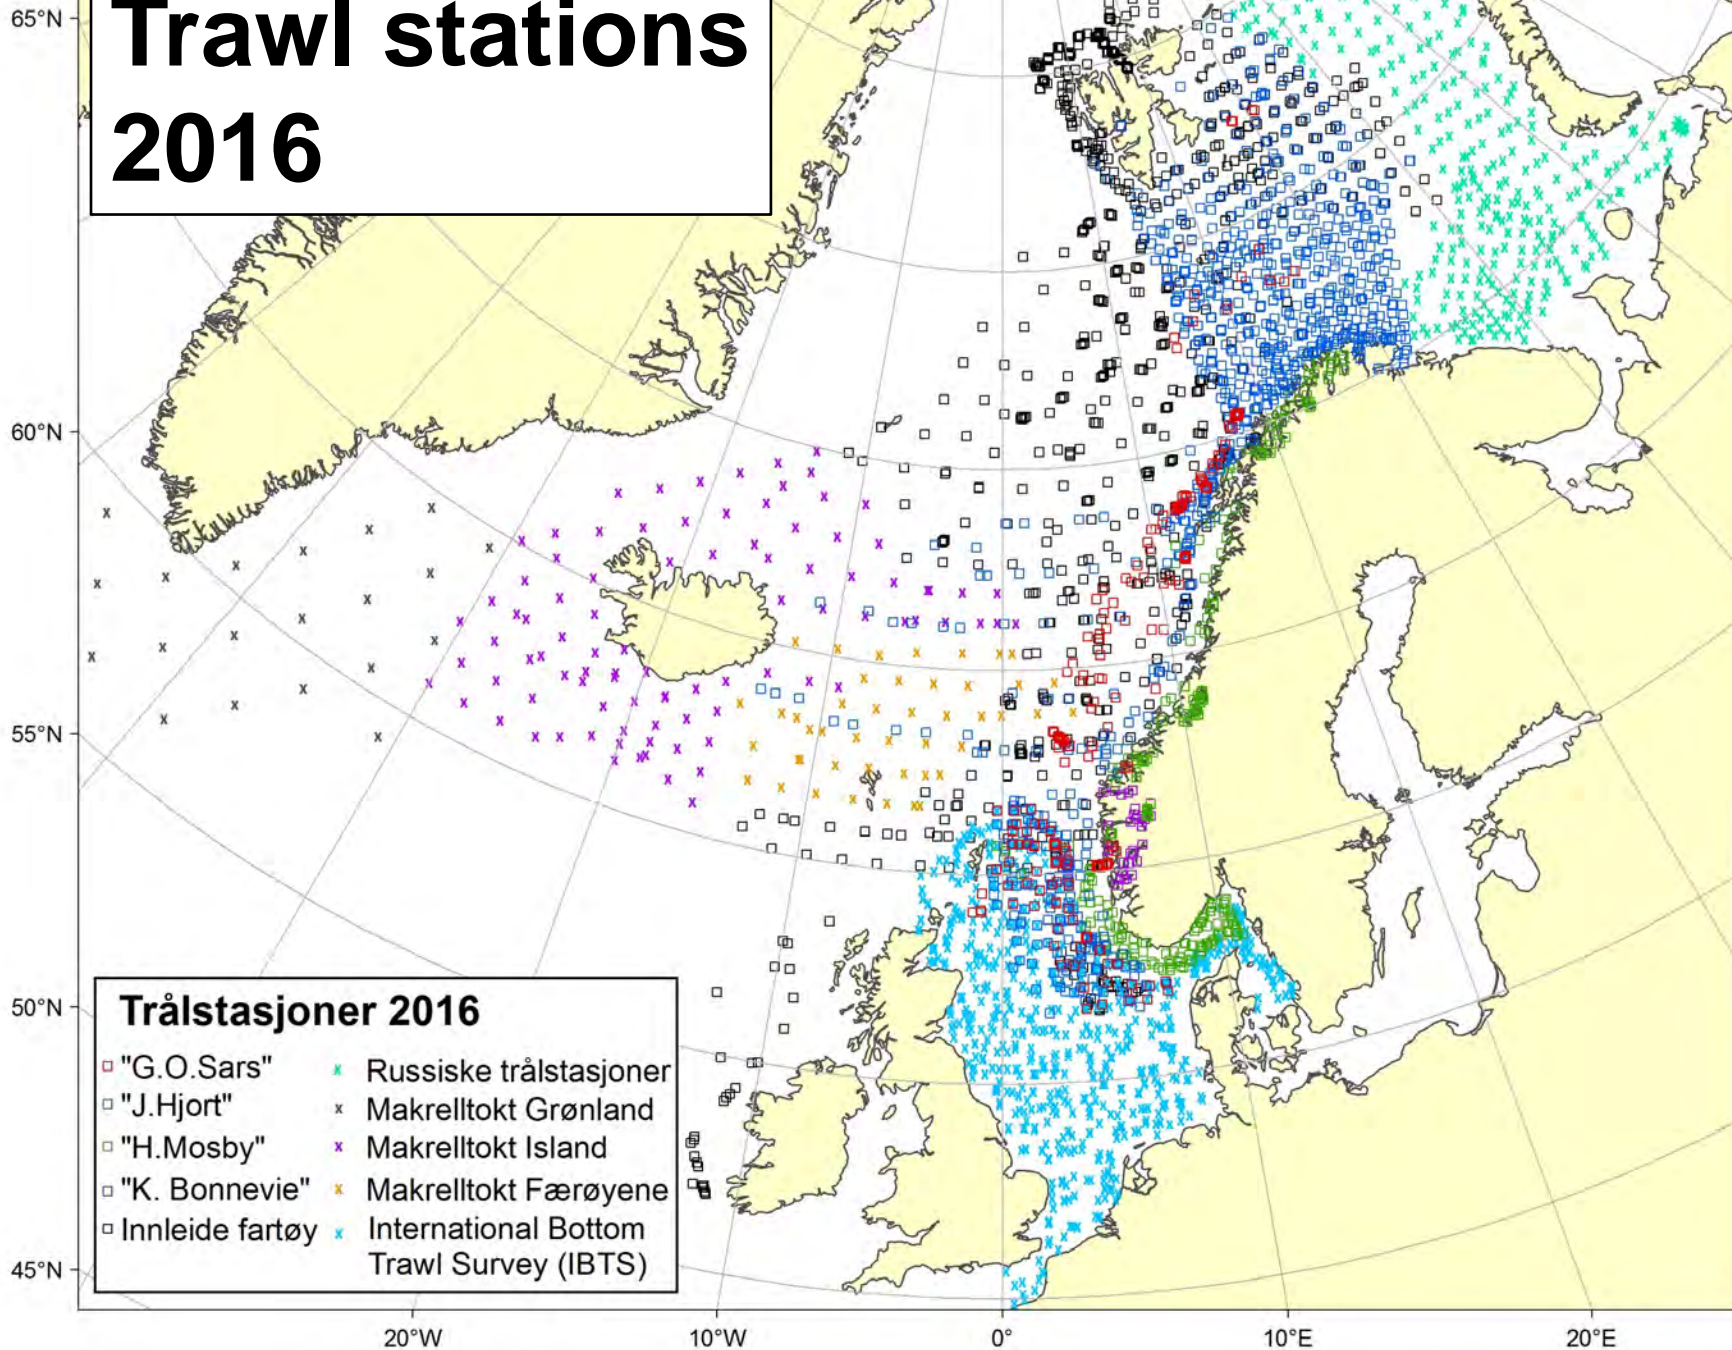 Trawl stations
2016
65°N
60°N
55°N
50°N
45°N
Trålstasjoner 2016
"G.O.Sars"
"J.Hjort"
"H.Mosby"
"K. Bonnevie"
Innleide fartøy
Russiske trålstasjoner
Makrelltokt Grønland
Makrelltokt Island
Makrelltokt Færøyene
International Bottom
Trawl Survey (IBTS)
20°W
10°W
0°
10°E
20°E